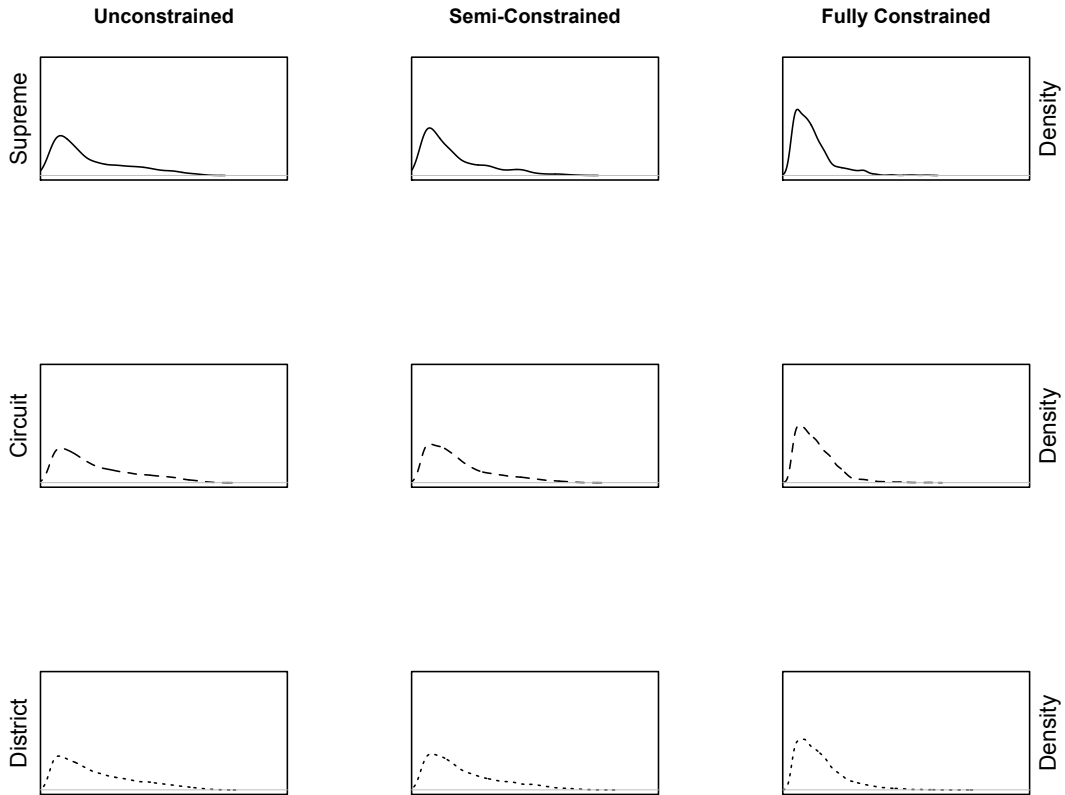 Unconstrained
Semi-Constrained
Fully Constrained
Supreme
Density
Circuit
Density
District
Density